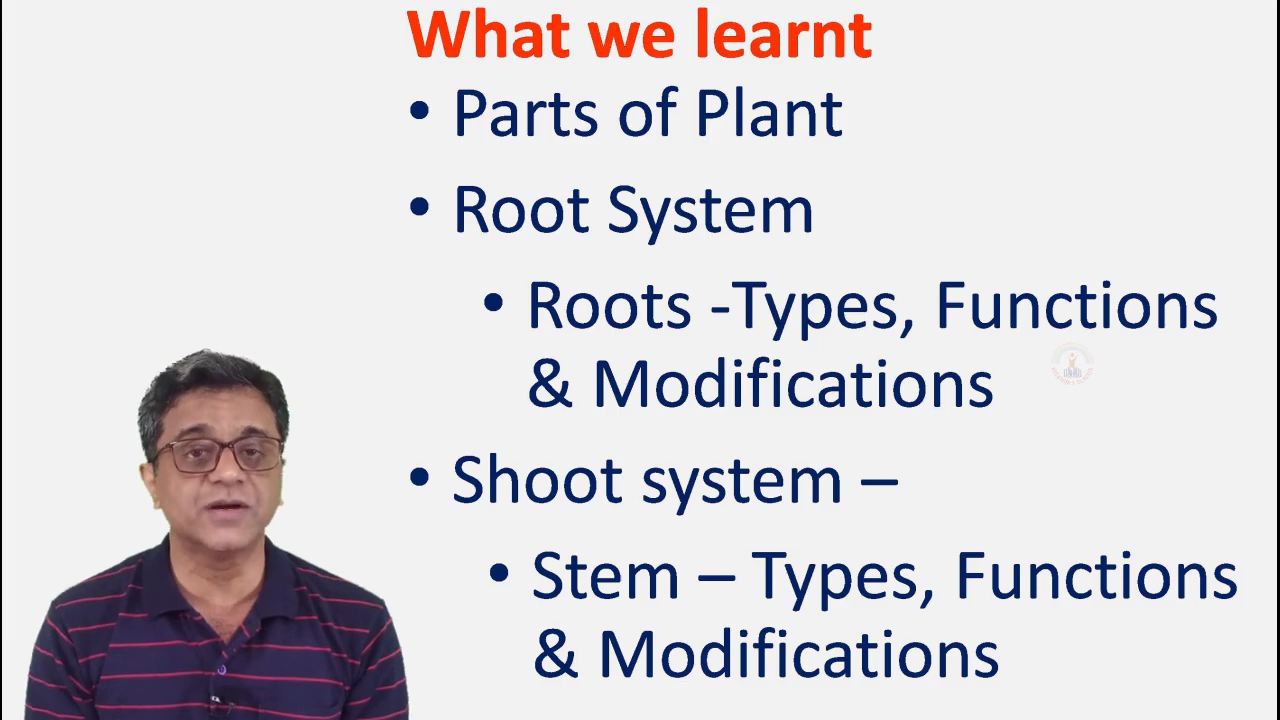 What we learnt
• Parts of Plant
• Root System
• Roots -Types, Functions
& Modifications
• Shoot system –
• Stem – Types, Functions
& Modifications